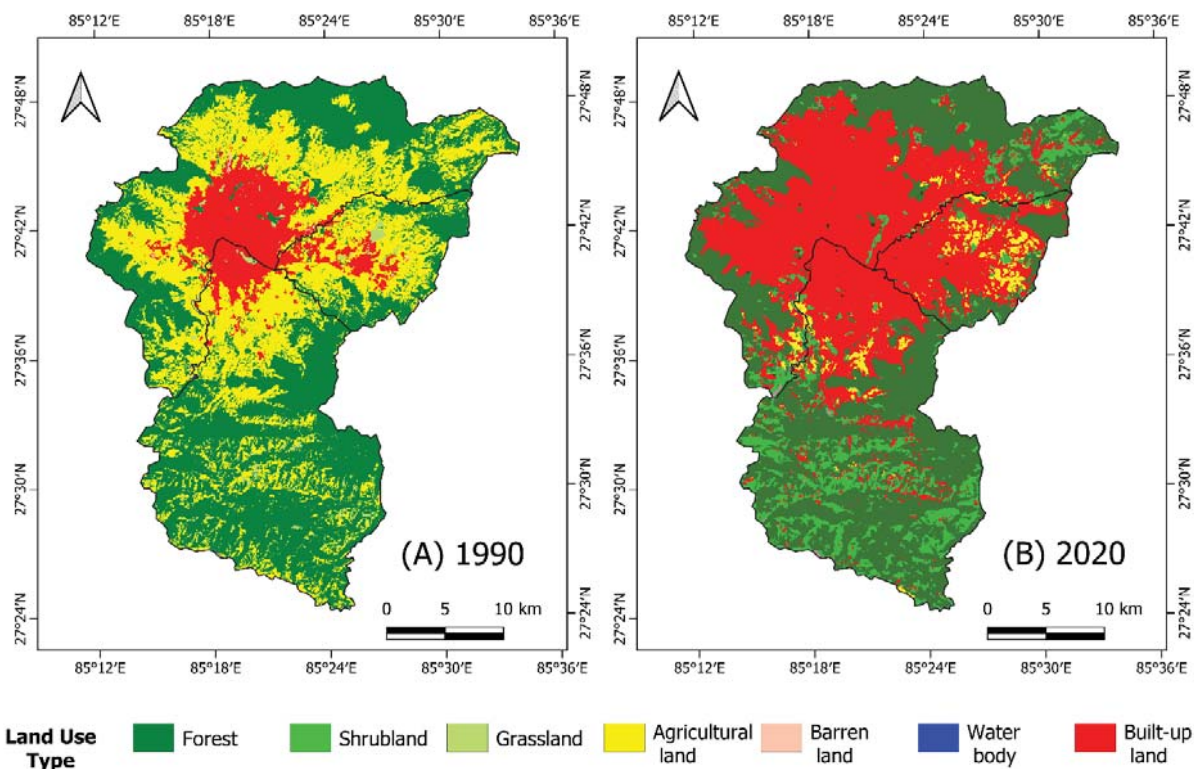 85°12'E 85°18'E 85°24'E 85°30'E 85°36'E
85°12'E 85°18'E 85°24'E 85°30'E 85°36'E
27°48'N 27°48'N 27°48'N 27°48'N
27°42'N 27°42'N 27°42'N 27°42'N
27°36'N 27°36'N 27°36'N 27°36'N
27°30'N 27°30'N 27°30'N 27°30'N
27°24'N 27°24'N 27°24'N 27°24'N
(A) 1990
0 5 10 km
(B) 2020
0 5 10 km
85°12'E 85°18'E 85°24'E 85°30'E 85°36'E
85°12'E 85°18'E 85°24'E 85°30'E 85°36'E
Land Use
Type
Forest
Shrubland
Grassland
Agricultural
land
Barren
land
Water
body
Built-up
land